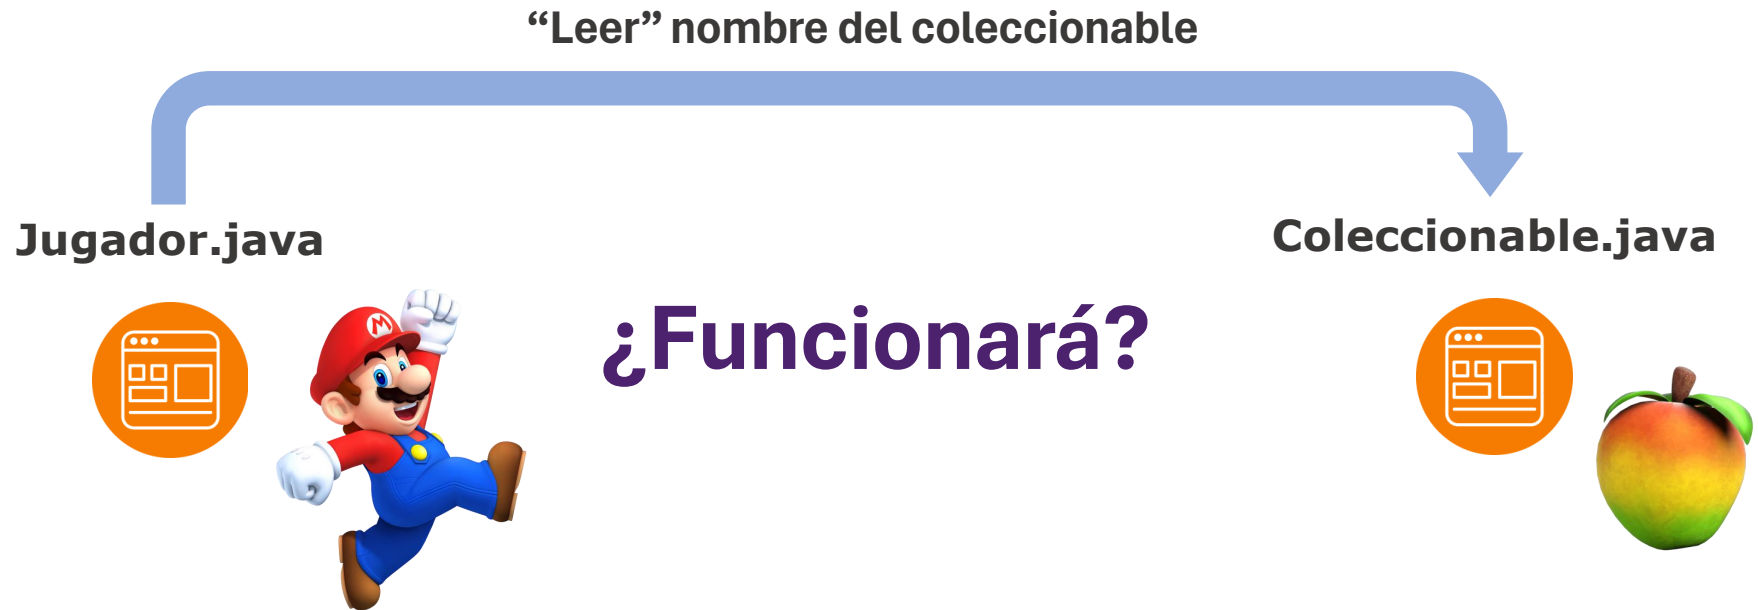 “Leer” nombre del coleccionable
Jugador.java
Coleccionable.java
¿Funcionará?
M